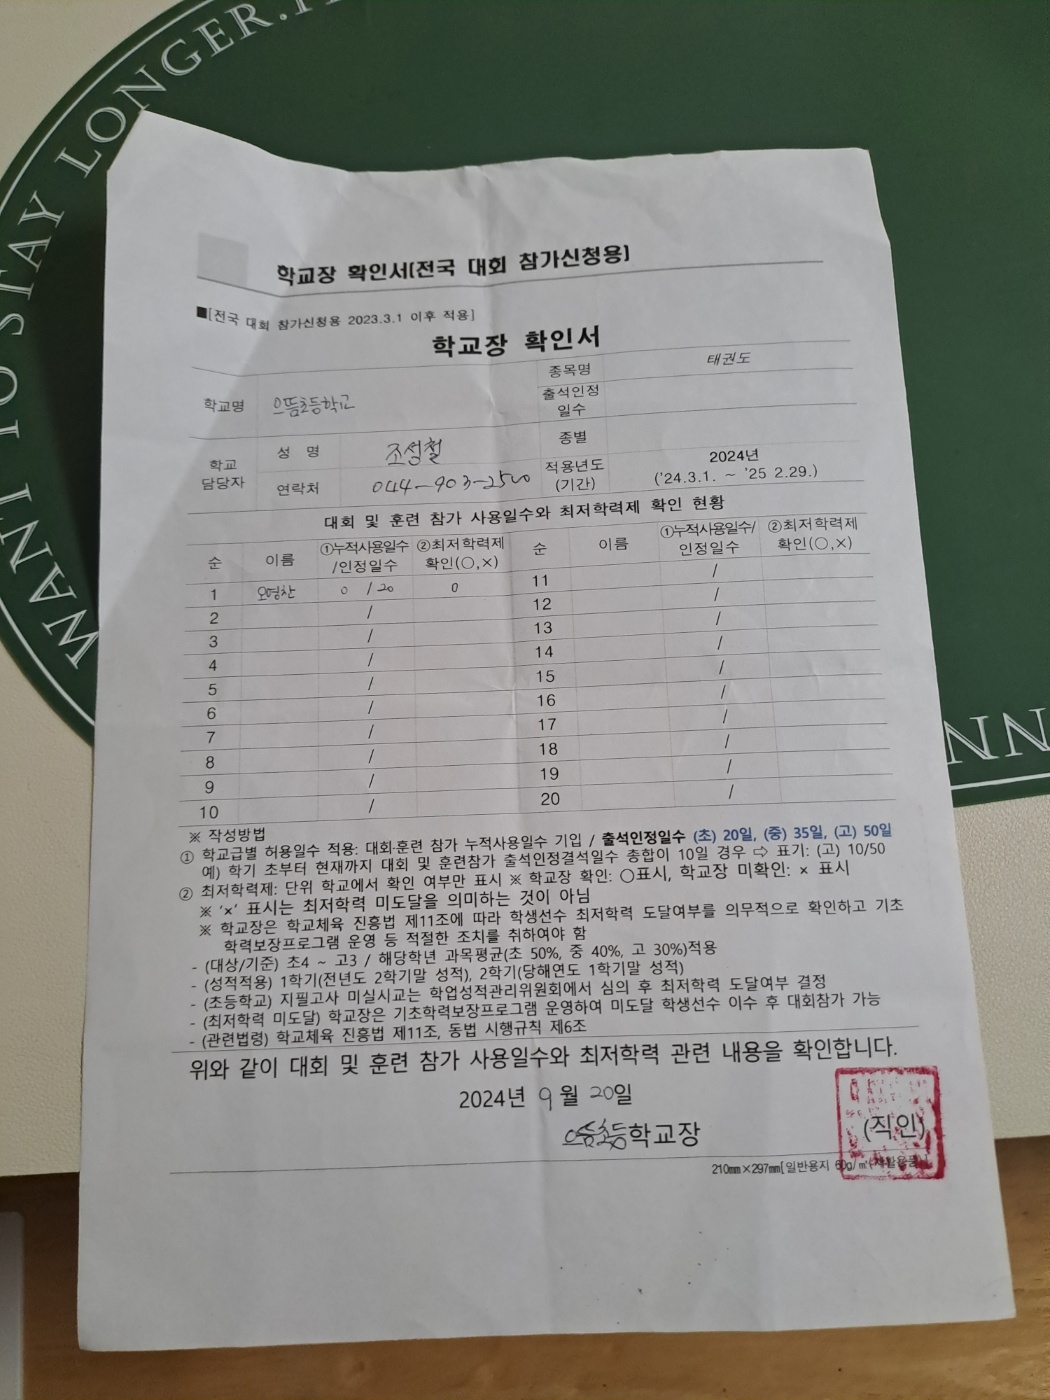 WANT TO STAY LONGER.
NN
학교장 확인서[전국 대회 참가신청용]
■[전국 대회 참가신청용 2023.3.1 이후 적용]
학교장 확인서
학교명 으뜸초등학교 종목명 태권도
출석인정 일수
학교 담당자 성 명 조성철 종별
연락처 044-903-2500 적용년도 (기간) 2024년 ('24.3.1. ~ '25 2.29.)
대회 및 훈련 참가 사용일수와 최저학력제 확인 현황
순 이름 ①누적사용일수/인정일수 ②최저학력제 확인(○,×) 순 이름 ①누적사용일수/인정일수 ②최저학력제 확인(○,×)
1 오영찬 0 / 20 0 11 /
2 / 12 /
3 / 13 /
4 / 14 /
5 / 15 /
6 / 16 /
7 / 17 /
8 / 18 /
9 / 19 /
10 / 20 /
※ 작성방법
① 학교급별 허용일수 적용: 대회·훈련 참가 누적사용일수 기입 / 출석인정일수 (초) 20일, (중) 35일, (고) 50일
예) 학기 초부터 현재까지 대회 및 훈련참가 출석인정결석일수 총합이 10일 경우 ⇨ 표기: (고) 10/50
② 최저학력제: 단위 학교에서 확인 여부만 표시 ※ 학교장 확인: ○표시, 학교장 미확인: × 표시
※ '×' 표시는 최저학력 미도달을 의미하는 것이 아님
※ 학교장은 학교체육 진흥법 제11조에 따라 학생선수 최저학력 도달여부를 의무적으로 확인하고 기초
학력보장프로그램 운영 등 적절한 조치를 취하여야 함
- (대상/기준) 초4 ~ 고3 / 해당학년 과목평균(초 50%, 중 40%, 고 30%)적용
- (성적적용) 1학기(전년도 2학기말 성적), 2학기(당해연도 1학기말 성적)
- (초등학교) 지필고사 미실시교는 학업성적관리위원회에서 심의 후 최저학력 도달여부 결정
- (최저학력 미도달) 학교장은 기초학력보장프로그램 운영하여 미도달 학생선수 이수 후 대회참가 가능
- (관련법령) 학교체육 진흥법 제11조, 동법 시행규칙 제6조
위와 같이 대회 및 훈련 참가 사용일수와 최저학력 관련 내용을 확인합니다.
2024년 9월 20일
으뜸초등학교장 (직인)
210㎜×297㎜[일반용지 60g/㎡(재활용품)]